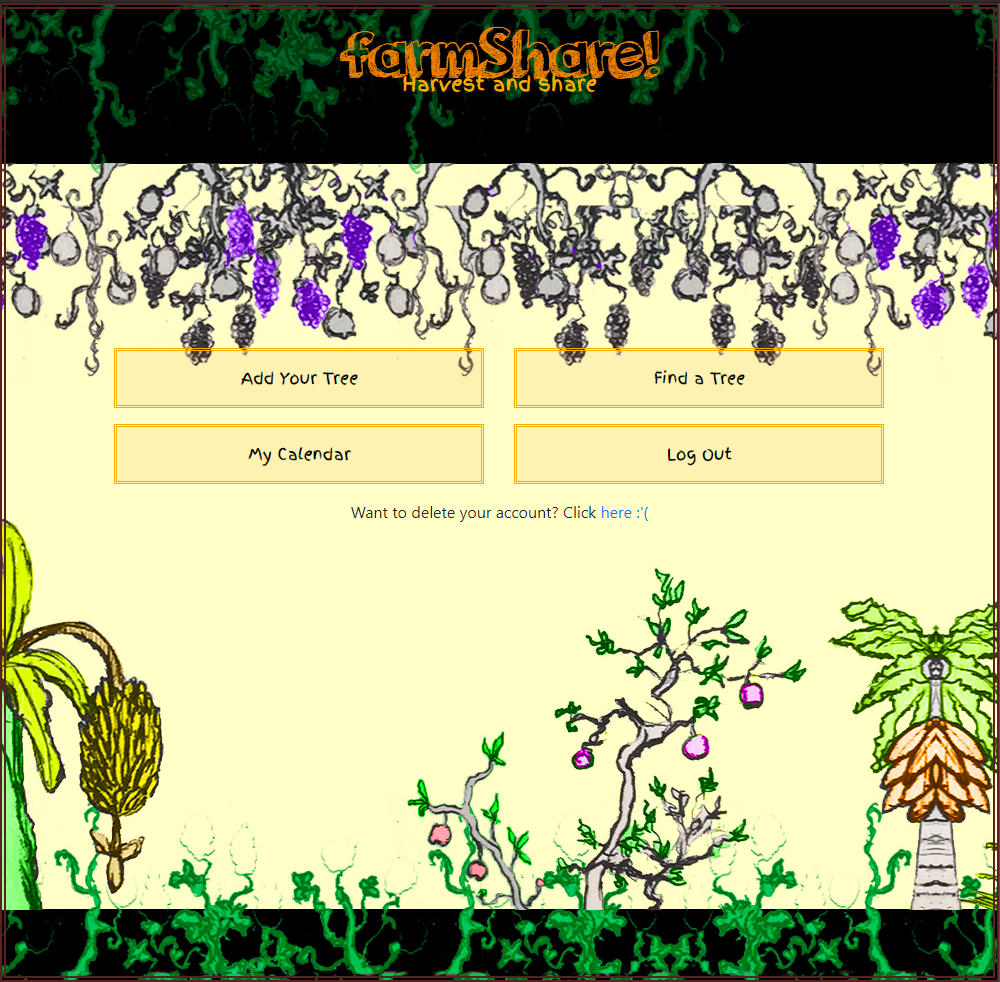 farmShare!
Harvest and share
Add Your Tree
Find a Tree
My Calendar
Log Out
Want to delete your account? Click here :'(